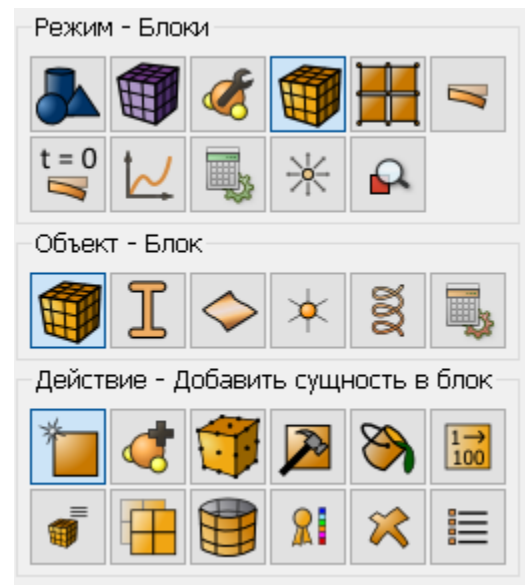 Режим - Блоки
t = 0
Объект - Блок
Действие - Добавить сущность в блок
1→
100